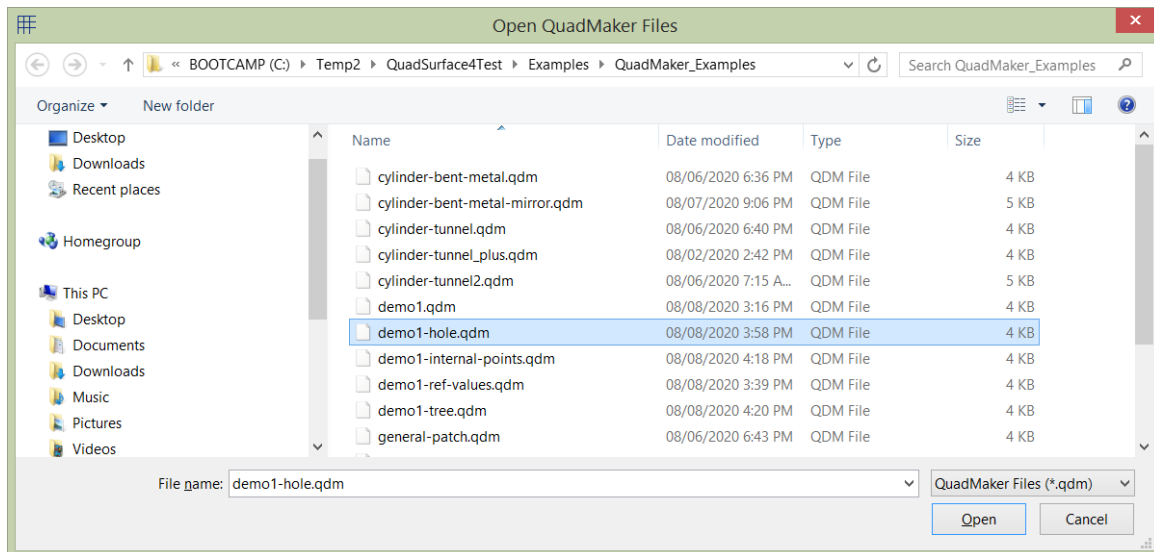 Open QuadMaker Files
« BOOTCAMP (C:) Temp2 QuadSurface4Test Examples QuadMaker_Examples Search QuadMaker_Examples
Organize New folder
Desktop
Downloads
Recent places
Homegroup
This PC
Desktop
Documents
Downloads
Music
Pictures
Videos
Name Date modified Type Size
cylinder-bent-metal.qdm 08/06/2020 6:36 PM QDM File 4 KB
cylinder-bent-metal-mirror.qdm 08/07/2020 9:06 PM QDM File 5 KB
cylinder-tunnel.qdm 08/06/2020 6:40 PM QDM File 4 KB
cylinder-tunnel_plus.qdm 08/02/2020 2:42 PM QDM File 4 KB
cylinder-tunnel2.qdm 08/06/2020 7:15 A... QDM File 5 KB
demo1.qdm 08/08/2020 3:16 PM QDM File 4 KB
demo1-hole.qdm 08/08/2020 3:58 PM QDM File 4 KB
demo1-internal-points.qdm 08/08/2020 4:18 PM QDM File 4 KB
demo1-ref-values.qdm 08/08/2020 3:39 PM QDM File 4 KB
demo1-tree.qdm 08/08/2020 4:20 PM QDM File 4 KB
general-patch.qdm 08/06/2020 6:43 PM QDM File 4 KB
File name: demo1-hole.qdm QuadMaker Files (*.qdm)
Open Cancel